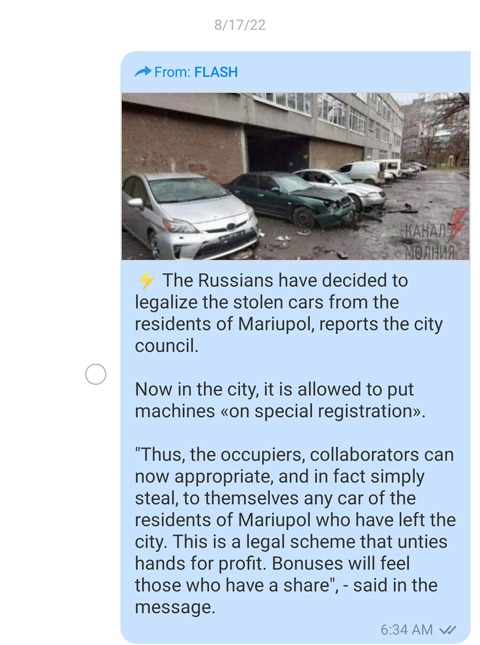 8/17/22
From: FLASH
КАНАЛ
МОЛНИЯ
⚡ The Russians have decided to
legalize the stolen cars from the
residents of Mariupol, reports the city
council.
Now in the city, it is allowed to put
machines «on special registration».
"Thus, the occupiers, collaborators can
now appropriate, and in fact simply
steal, to themselves any car of the
residents of Mariupol who have left the
city. This is a legal scheme that unties
hands for profit. Bonuses will feel
those who have a share", - said in the
message.
6:34 AM